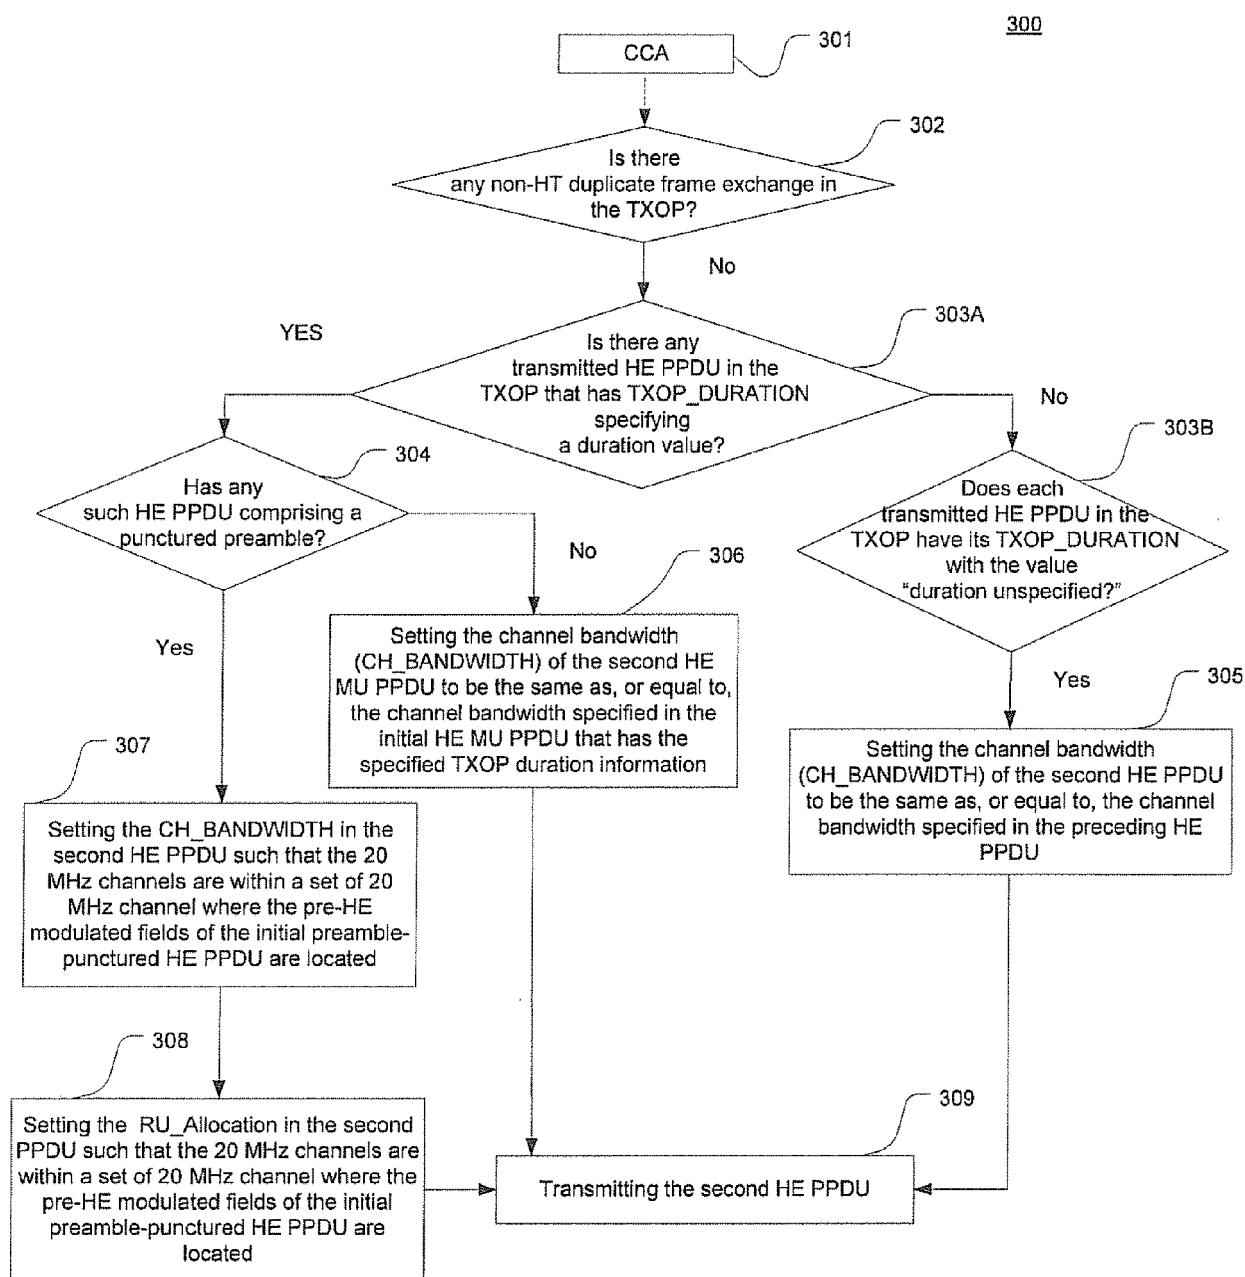 300
CCA
301
302
Is there
any non-HT duplicate frame exchange in
the TXOP?
No
303A
YES
Is there any
transmitted HE PPDU in the
TXOP that has TXOP_DURATION
specifying
a duration value?
No
303B
304
Has any
such HE PPDU comprising a
punctured preamble?
Does each
transmitted HE PPDU in the
TXOP have its TXOP_DURATION
with the value
“duration unspecified?”
No
306
Yes
Setting the channel bandwidth
(CH_BANDWIDTH) of the second HE
MU PPDU to be the same as, or equal to,
the channel bandwidth specified in the
initial HE MU PPDU that has the
specified TXOP duration information
Yes
305
Setting the channel bandwidth
(CH_BANDWIDTH) of the second HE PPDU
to be the same as, or equal to, the channel
bandwidth specified in the preceding HE
PPDU
307
Setting the CH_BANDWIDTH in the
second HE PPDU such that the 20
MHz channels are within a set of 20
MHz channel where the pre-HE
modulated fields of the initial preamble-
punctured HE PPDU are located
308
Setting the RU_Allocation in the second
PPDU such that the 20 MHz channels are
within a set of 20 MHz channel where the
pre-HE modulated fields of the initial
preamble-punctured HE PPDU are
located
309
Transmitting the second HE PPDU